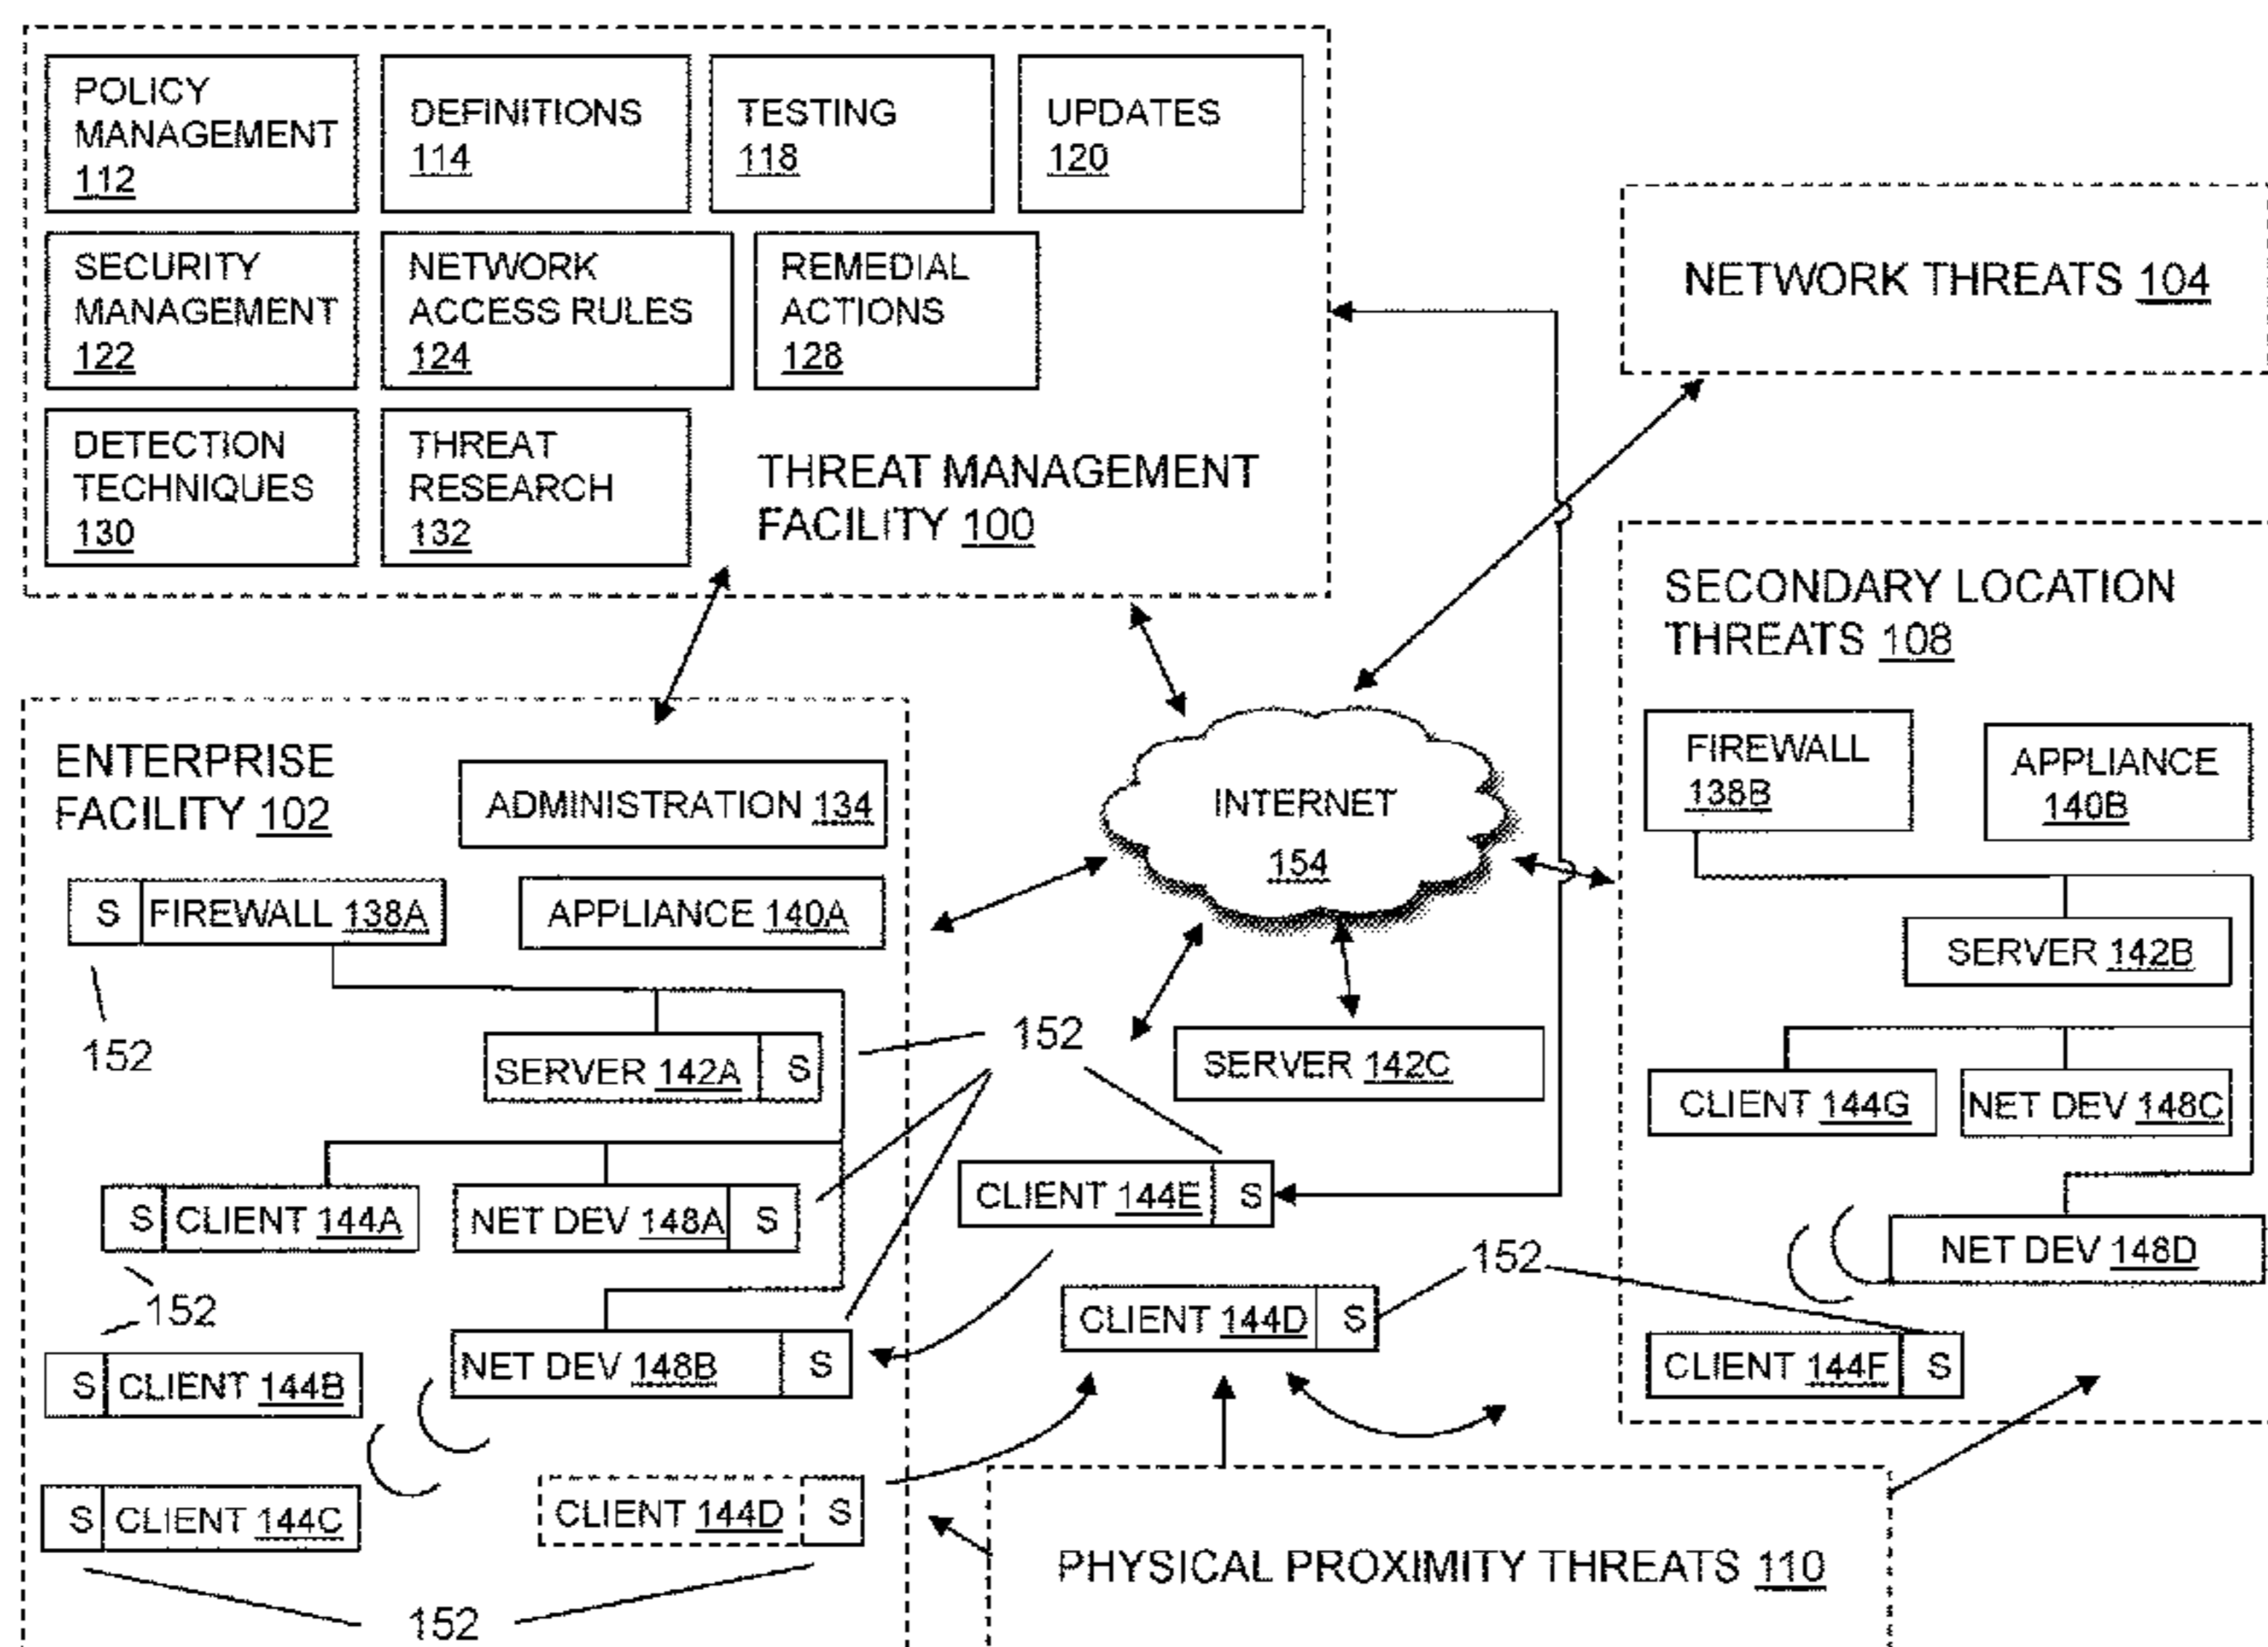 POLICY
MANAGEMENT
112
DEFINITIONS
114
TESTING
118
UPDATES
120
SECURITY
MANAGEMENT
122
NETWORK
ACCESS RULES
124
REMEDIAL
ACTIONS
128
DETECTION
TECHNIQUES
130
THREAT
RESEARCH
132
THREAT MANAGEMENT
FACILITY 100
NETWORK THREATS 104
SECONDARY LOCATION
THREATS 108
FIREWALL
138B
APPLIANCE
140B
SERVER 142B
CLIENT 144G
NET DEV 148C
NET DEV 148D
CLIENT 144F S
ENTERPRISE
FACILITY 102
ADMINISTRATION 134
S FIREWALL 138A
APPLIANCE 140A
152
SERVER 142A S
S CLIENT 144A
NET DEV 148A S
152
NET DEV 148B S
S CLIENT 144B
S CLIENT 144C
CLIENT 144D S
152
INTERNET
154
152
SERVER 142C
CLIENT 144E S
CLIENT 144D S
152
PHYSICAL PROXIMITY THREATS 110